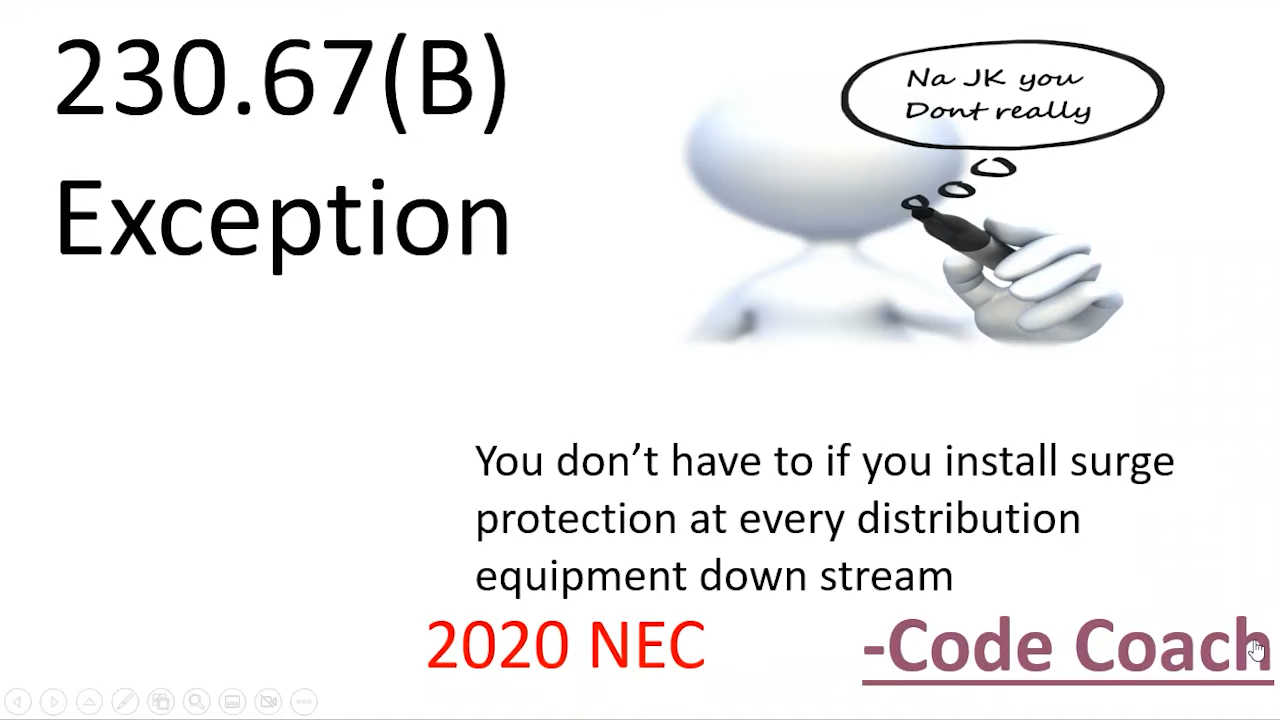 230.67(B)
Exception
Na JK you
Dont really
You don’t have to if you install surge
protection at every distribution
equipment down stream
2020 NEC
-Code Coach